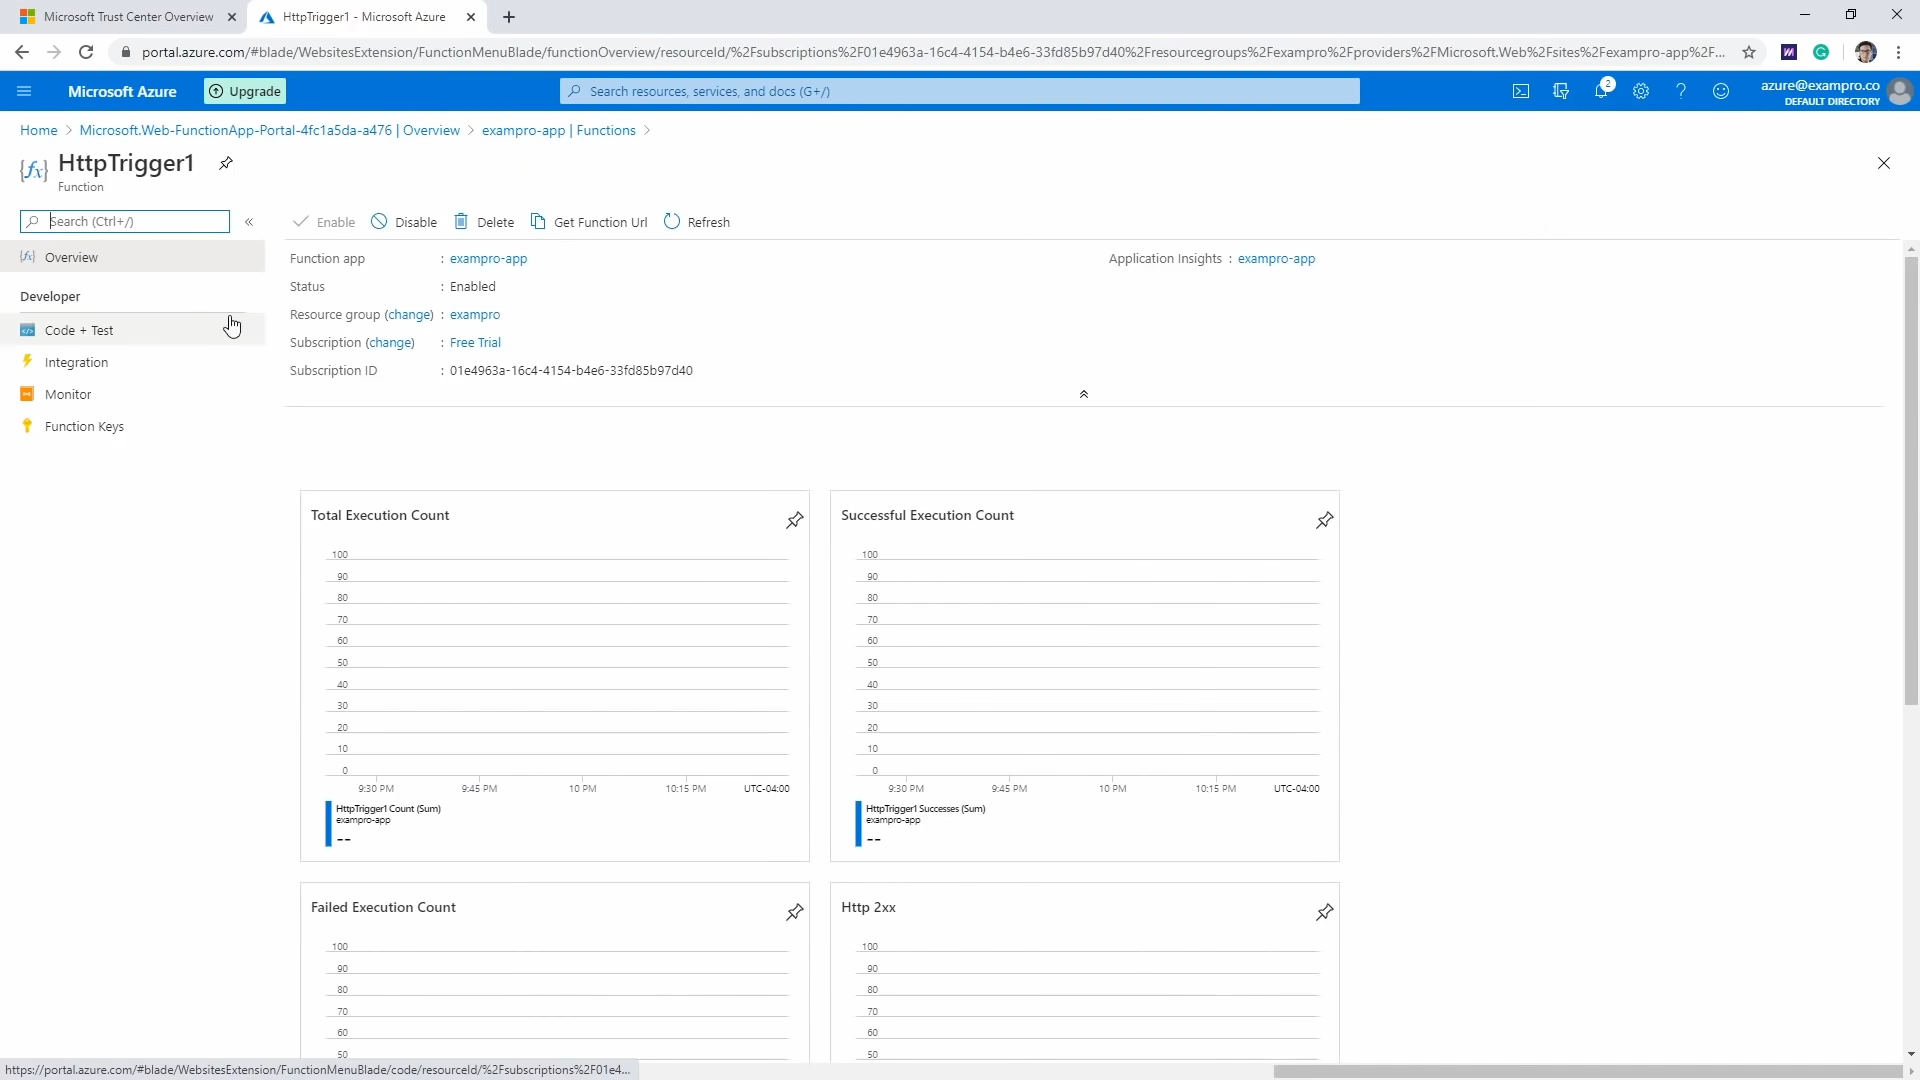 Microsoft Trust Center Overview
HttpTrigger1 - Microsoft Azure
portal.azure.com/#blade/WebsitesExtension/FunctionMenuBlade/functionOverview/resourceId/%2Fsubscriptions%2F01e4963a-16c4-4154-b4e6-33fd85b97d40%2Fresourcegroups%2Fexampro%2Fproviders%2FMicrosoft.Web%2Fsites%2Fexampro-app%2F...
Microsoft Azure
Upgrade
Search resources, services, and docs (G+/)
2
azure@exampro.co
DEFAULT DIRECTORY
Home > Microsoft.Web-FunctionApp-Portal-4fc1a5da-a476 | Overview > exampro-app | Functions >
{fx} HttpTrigger1
Function
Search (Ctrl+/)
«
Enable
Disable
Delete
Get Function Url
Refresh
Overview
Developer
Code + Test
Integration
Monitor
Function Keys
Function app : exampro-app
Application Insights : exampro-app
Status : Enabled
Resource group (change) : exampro
Subscription (change) : Free Trial
Subscription ID : 01e4963a-16c4-4154-b4e6-33fd85b97d40
Total Execution Count
100
90
80
70
60
50
40
30
20
10
0
9:30 PM 9:45 PM 10 PM 10:15 PM UTC-04:00
HttpTrigger1 Count (Sum)
exampro-app
--
Successful Execution Count
100
90
80
70
60
50
40
30
20
10
0
9:30 PM 9:45 PM 10 PM 10:15 PM UTC-04:00
HttpTrigger1 Successes (Sum)
exampro-app
--
Failed Execution Count
100
90
80
70
60
50
Http 2xx
100
90
80
70
60
50
https://portal.azure.com/#blade/WebsitesExtension/FunctionMenuBlade/code/resourceId/%2Fsubscriptions%2F01e4...